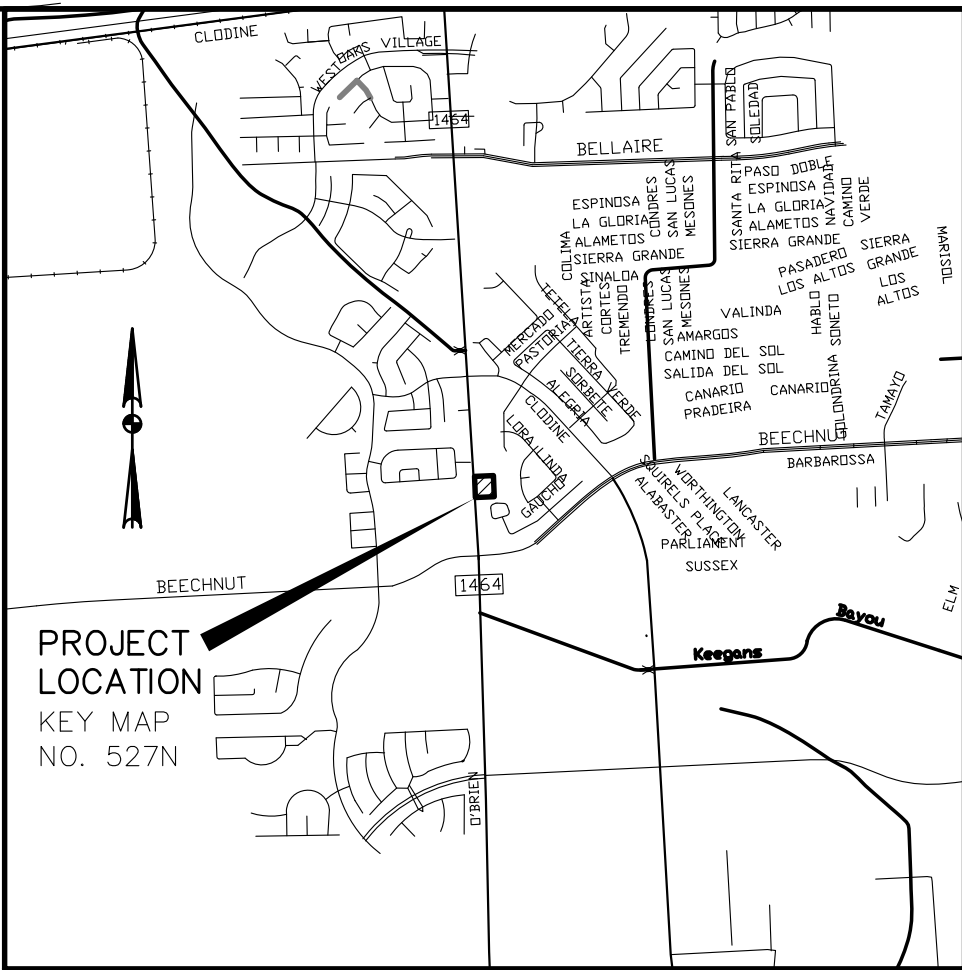 CLODINE
WESTOAKS
VILLAGE
1464
BELLAIRE
SANTA RITA
SAN PABLO
SOLEDAD
PASO DOBLE
ESPINOSA
LA GLORIA
ALAMETOS
SIERRA GRANDE
NAVIDAD
CAMINO
VERDE
ESPINOSA
LA GLORIA
ALAMETOS
SIERRA GRANDE
SINALOA
COLIMA
CONDRES
SAN LUCAS
MESONES
PASADERO
LOS ALTOS
SIERRA
GRANDE
LOS
ALTOS
MARISOL
ARTISTA
CORTES
TREMENDO
LONDRES
SAN LUCAS
MESONES
VALINDA
HABLO
SONETO
GOLONDRINA
AMARGOS
CAMINO DEL SOL
SALIDA DEL SOL
CANARIO
CANARIO
PRADEIRA
TETELA
MERCADO
PASTORIA
TIERRA VERDE
SORBETE
ALEGRIA
CLODINE
LORA LINDA
GAUCHO
TAMAYO
BEECHNUT
BARBAROSSA
SQUIRELS PLACE
ALABASTER
WORTHINGTON
LANCASTER
PARLIAMENT
SUSSEX
BEECHNUT
1464
ELM
Bayou
Keegans
PROJECT
LOCATION
KEY MAP
NO. 527N
O'BRIEN